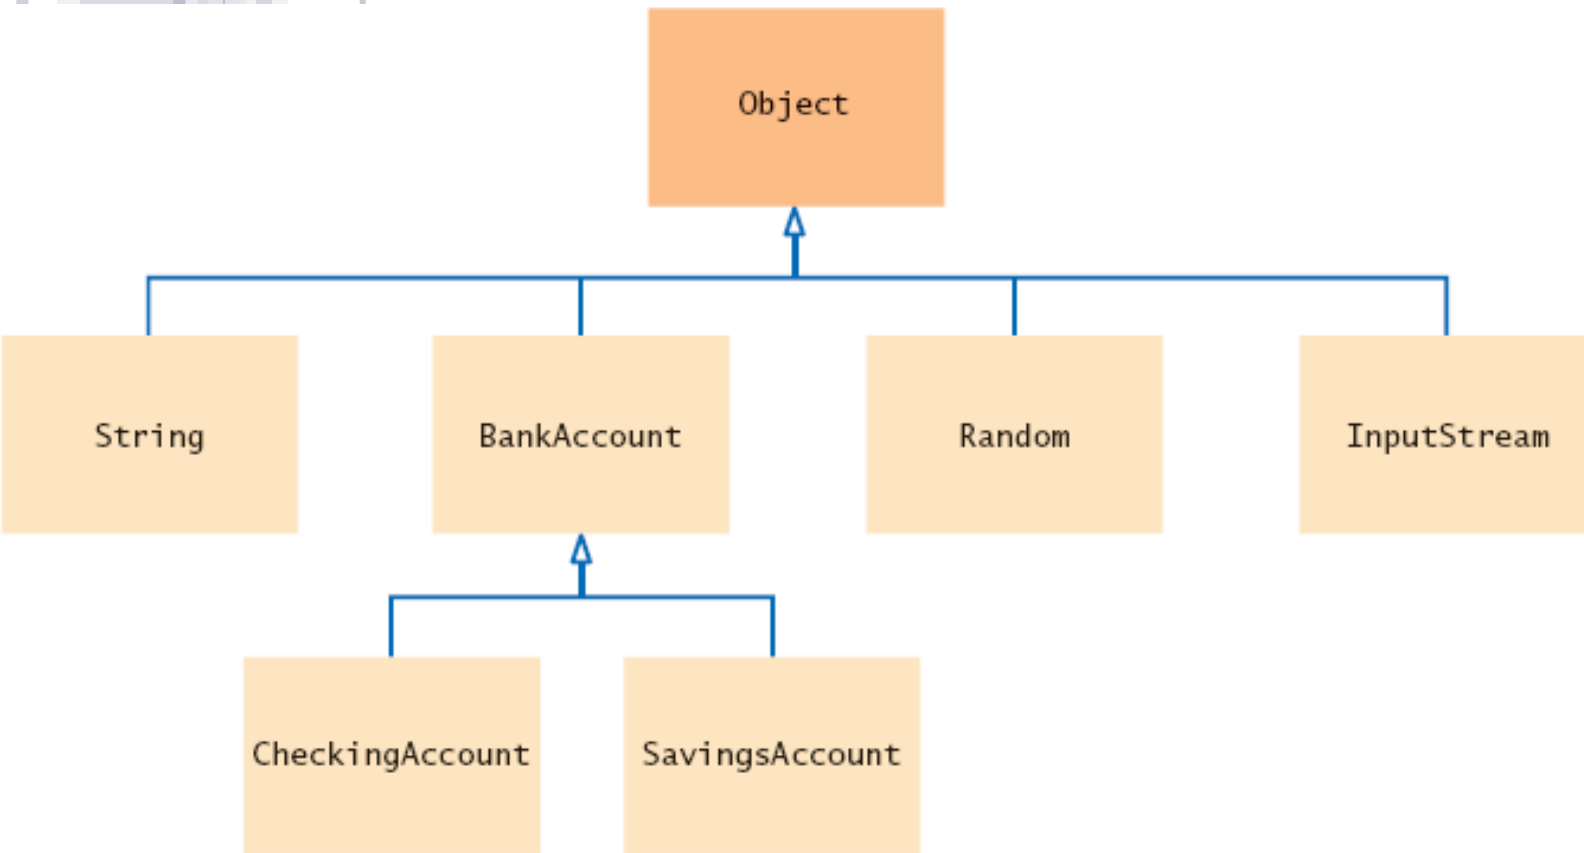 Object
String
BankAccount
Random
InputStream
CheckingAccount
SavingsAccount